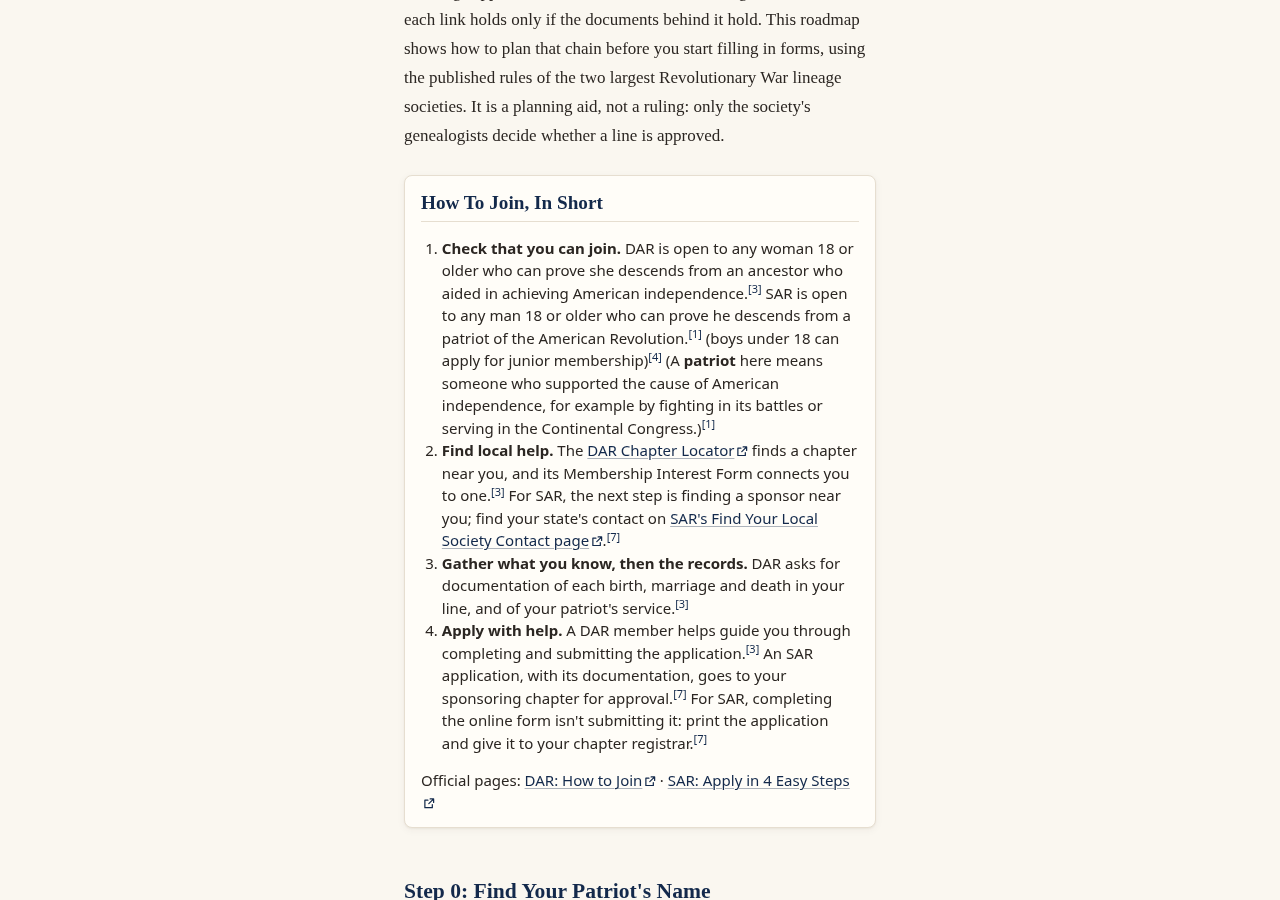 each link holds only if the documents behind it hold. This roadmap
shows how to plan that chain before you start filling in forms, using
the published rules of the two largest Revolutionary War lineage
societies. It is a planning aid, not a ruling: only the society's
genealogists decide whether a line is approved.
How To Join, In Short
1. Check that you can join. DAR is open to any woman 18 or
older who can prove she descends from an ancestor who
aided in achieving American independence.[3] SAR is open
to any man 18 or older who can prove he descends from a
patriot of the American Revolution.[1] (boys under 18 can
apply for junior membership)[4] (A patriot here means
someone who supported the cause of American
independence, for example by fighting in its battles or
serving in the Continental Congress.)[1]
2. Find local help. The DAR Chapter Locator finds a chapter
near you, and its Membership Interest Form connects you
to one.[3] For SAR, the next step is finding a sponsor near
you; find your state's contact on SAR's Find Your Local
Society Contact page.[7]
3. Gather what you know, then the records. DAR asks for
documentation of each birth, marriage and death in your
line, and of your patriot's service.[3]
4. Apply with help. A DAR member helps guide you through
completing and submitting the application.[3] An SAR
application, with its documentation, goes to your
sponsoring chapter for approval.[7] For SAR, completing
the online form isn't submitting it: print the application
and give it to your chapter registrar.[7]
Official pages: DAR: How to Join · SAR: Apply in 4 Easy Steps
Step 0: Find Your Patriot's Name